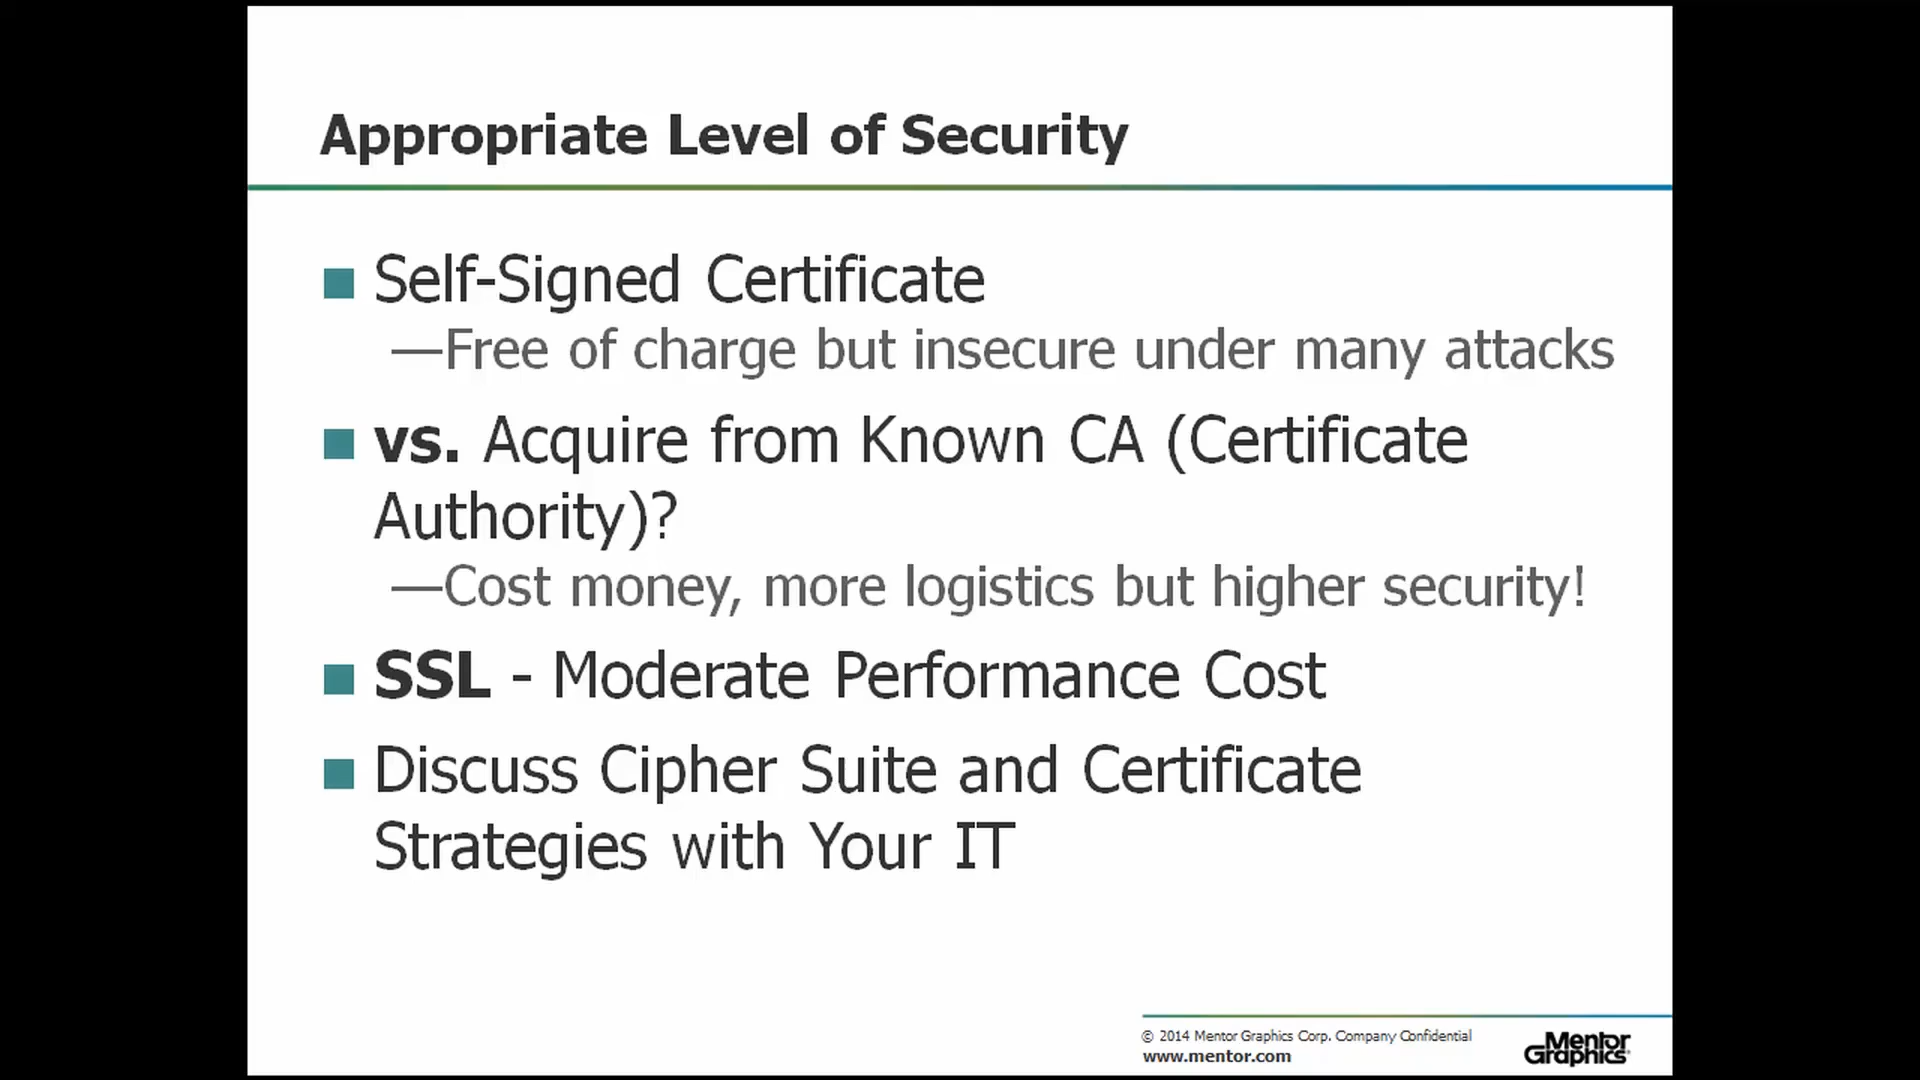 Appropriate Level of Security
Self-Signed Certificate
—Free of charge but insecure under many attacks
vs. Acquire from Known CA (Certificate
Authority)?
—Cost money, more logistics but higher security!
SSL - Moderate Performance Cost
Discuss Cipher Suite and Certificate
Strategies with Your IT
© 2014 Mentor Graphics Corp. Company Confidential
www.mentor.com
Mentor
Graphics